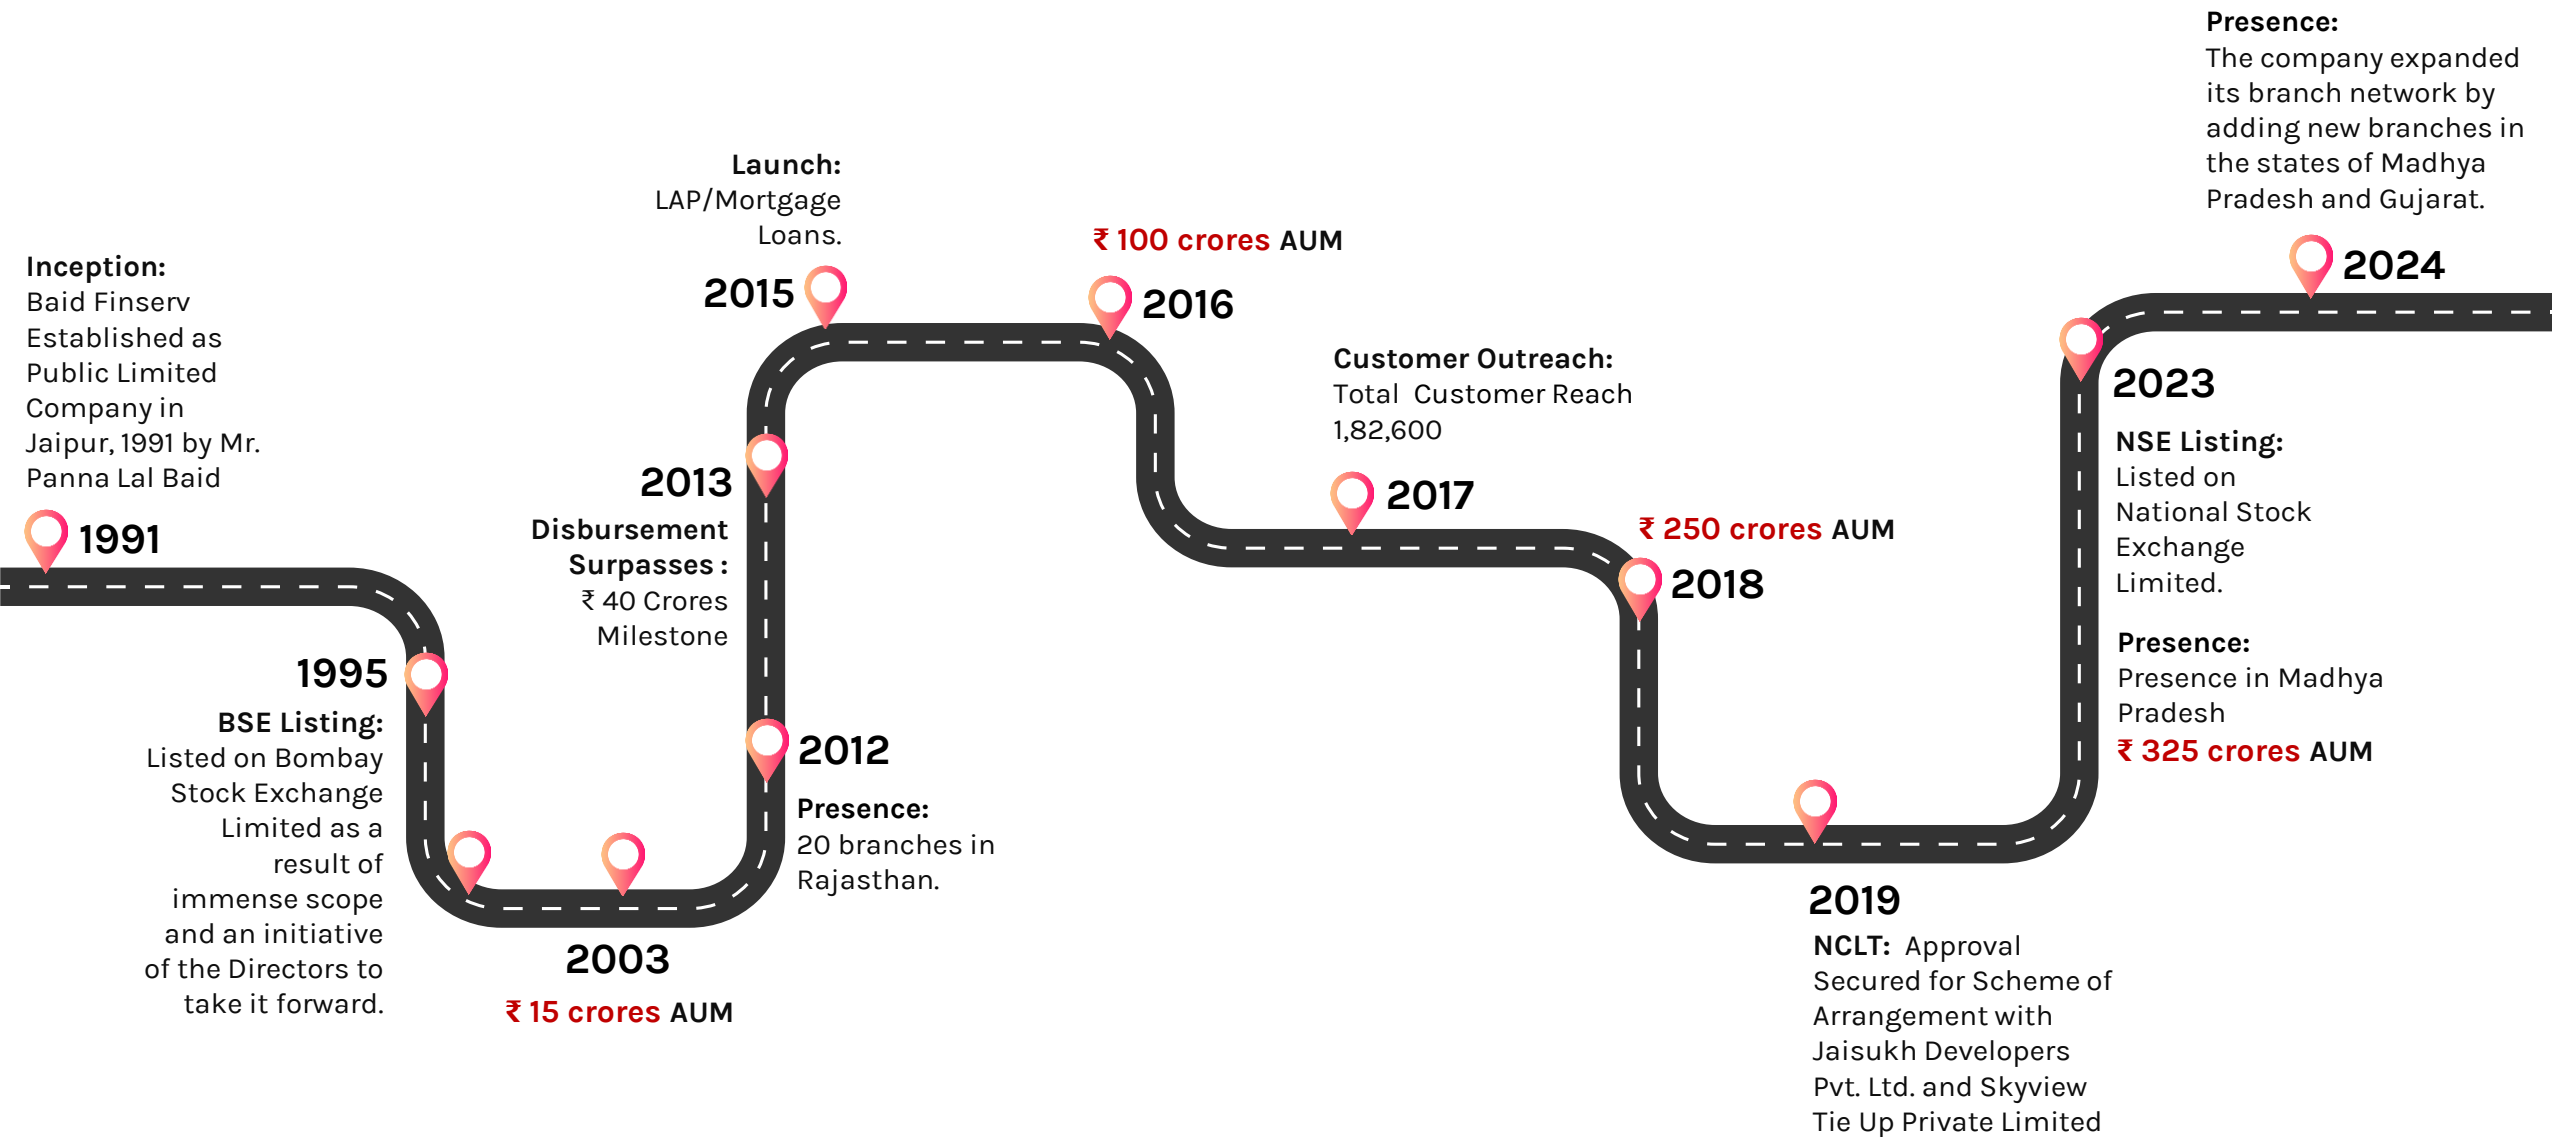 Inception:
Baid Finserv
Established as
Public Limited
Company in
Jaipur, 1991 by Mr.
Panna Lal Baid
1991
1995
BSE Listing:
Listed on Bombay
Stock Exchange
Limited as a
result of
immense scope
and an initiative
of the Directors to
take it forward.
2003
₹ 15 crores AUM
2012
Presence:
20 branches in
Rajasthan.
2013
Disbursement
Surpasses :
₹ 40 Crores
Milestone
Launch:
LAP/Mortgage
Loans.
2015
₹ 100 crores AUM
2016
Customer Outreach:
Total  Customer Reach
1,82,600
2017
₹ 250 crores AUM
2018
2019
NCLT:  Approval
Secured for Scheme of
Arrangement with
Jaisukh Developers
Pvt. Ltd. and Skyview
Tie Up Private Limited
2023
NSE Listing:
Listed on
National Stock
Exchange
Limited.
Presence:
Presence in Madhya
Pradesh
₹ 325 crores AUM
Presence:
The company expanded
its branch network by
adding new branches in
the states of Madhya
Pradesh and Gujarat.
2024